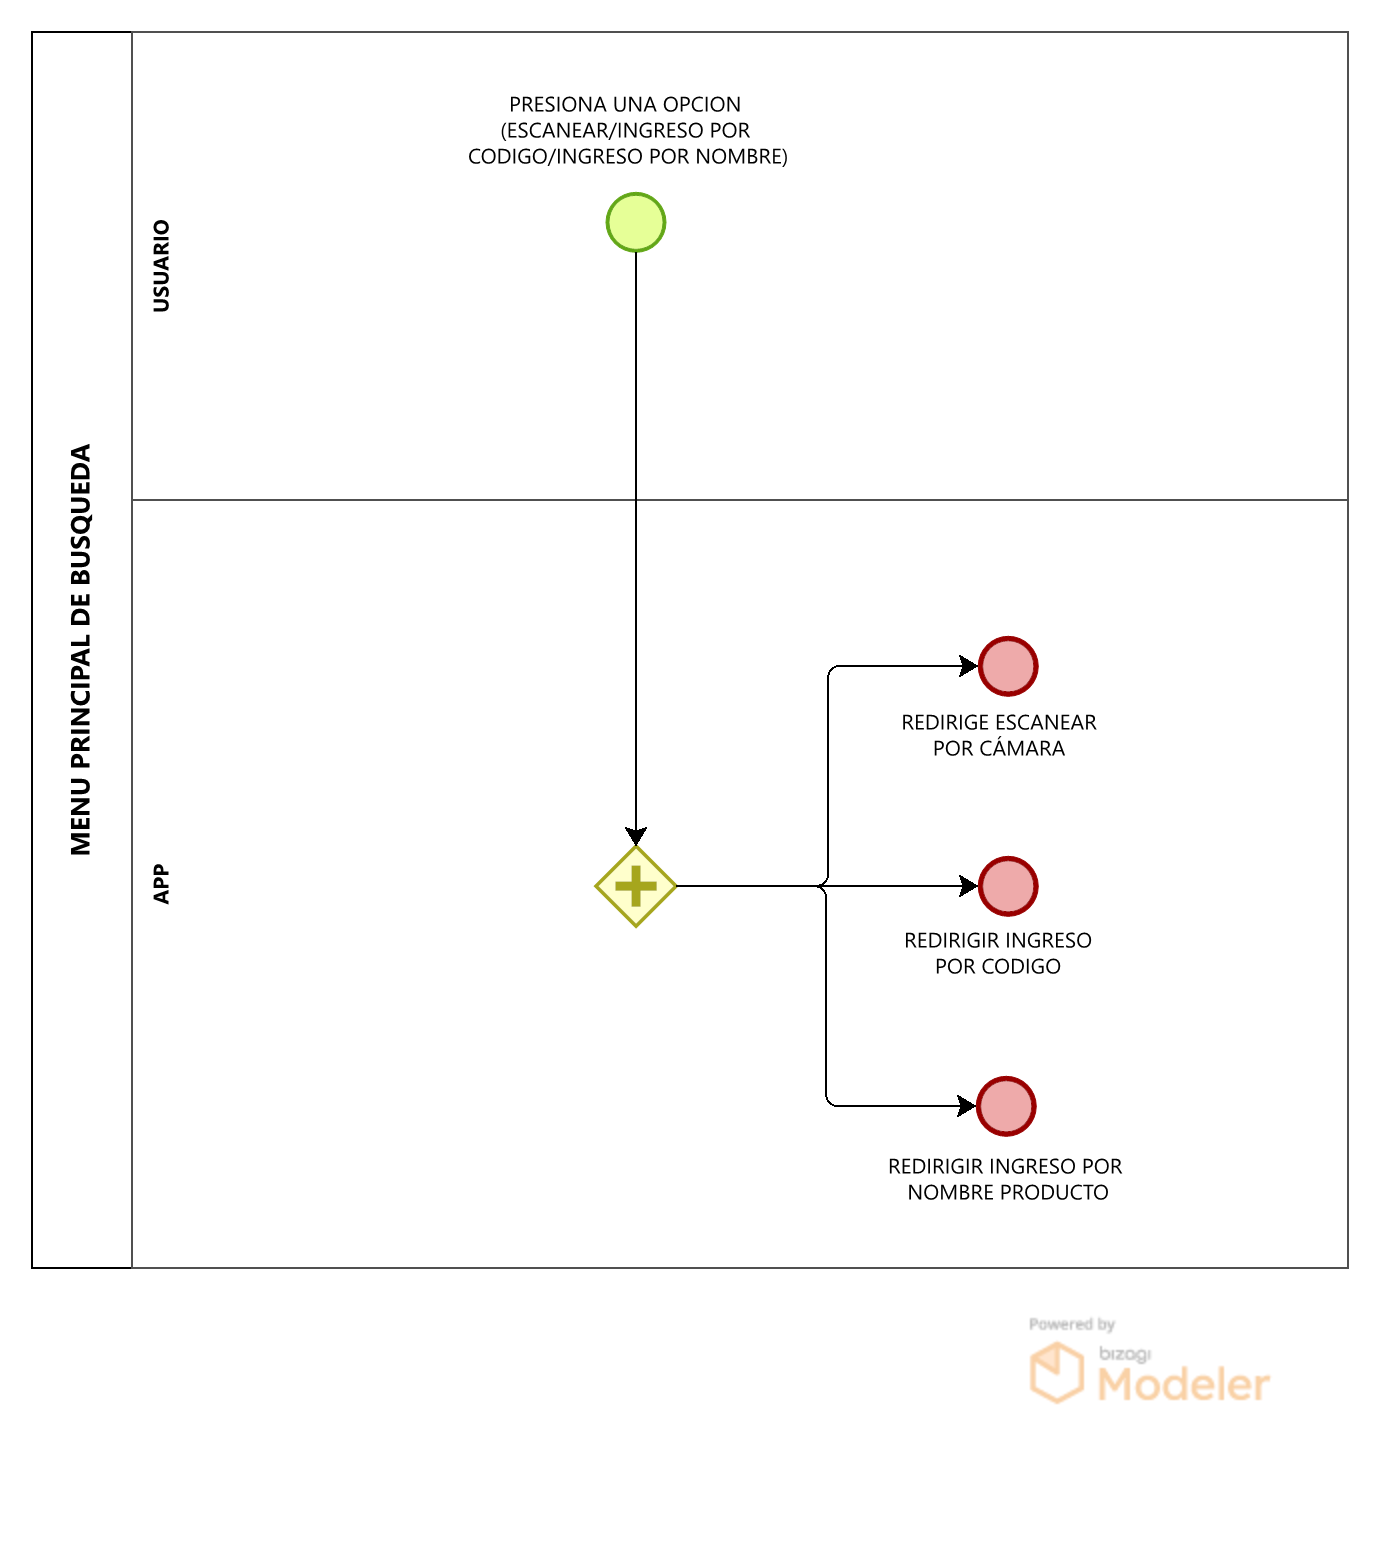 MENU PRINCIPAL DE BUSQUEDA
USUARIO
PRESIONA UNA OPCION
(ESCANEAR/INGRESO POR
CODIGO/INGRESO POR NOMBRE)
APP
REDIRIGE ESCANEAR
POR CÁMARA
REDIRIGIR INGRESO
POR CODIGO
REDIRIGIR INGRESO POR
NOMBRE PRODUCTO
Powered by
bizagi
Modeler